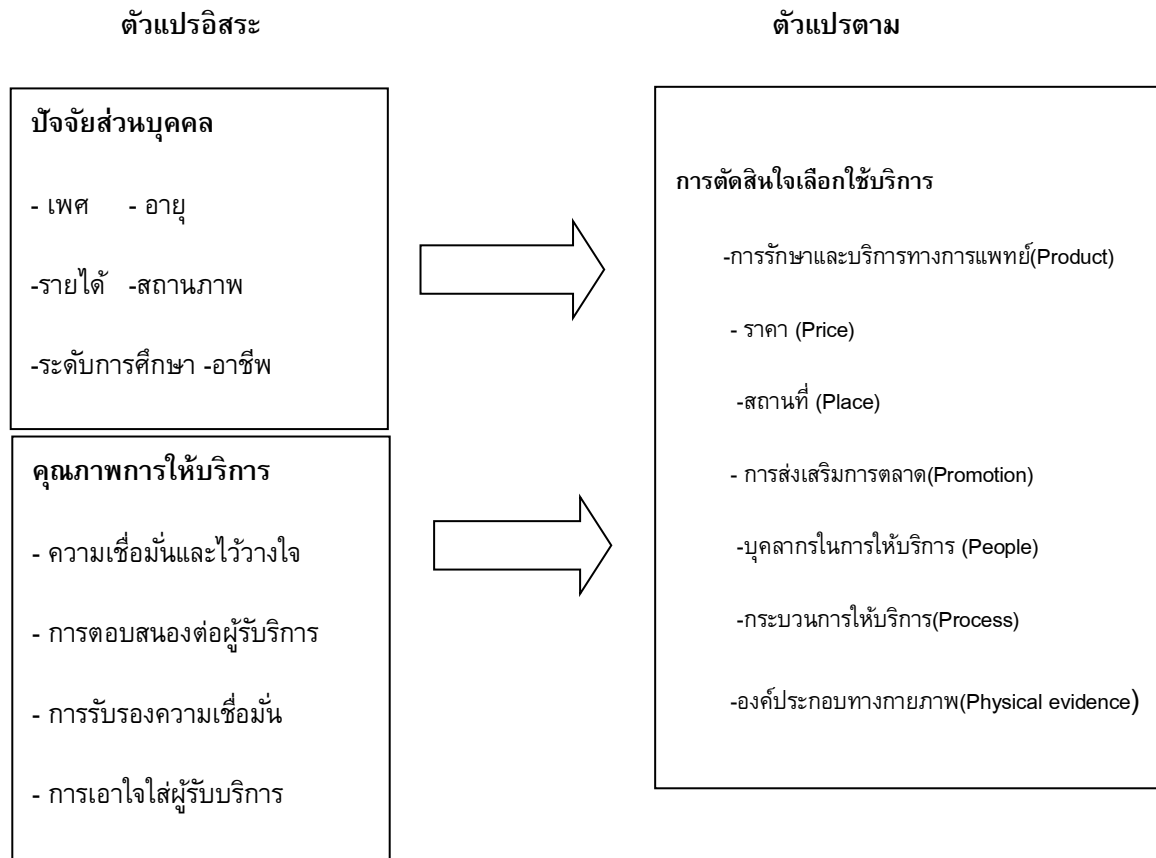 ตัวแปรอิสระ
ตัวแปรตาม
ปัจจัยส่วนบุคคล
- เพศ - อายุ
-รายได้ -สถานภาพ
-ระดับการศึกษา -อาชีพ
คุณภาพการให้บริการ
- ความเชื่อมั่นและไว้วางใจ
- การตอบสนองต่อผู้รับริการ
- การรับรองความเชื่อมั่น
- การเอาใจใส่ผู้รับบริการ
การตัดสินใจเลือกใช้บริการ
-การรักษาและบริการทางการแพทย์(Product)
- ราคา (Price)
-สถานที่ (Place)
- การส่งเสริมการตลาด(Promotion)
-บุคลากรในการให้บริการ (People)
-กระบวนการให้บริการ(Process)
-องค์ประกอบทางกายภาพ(Physical evidence)